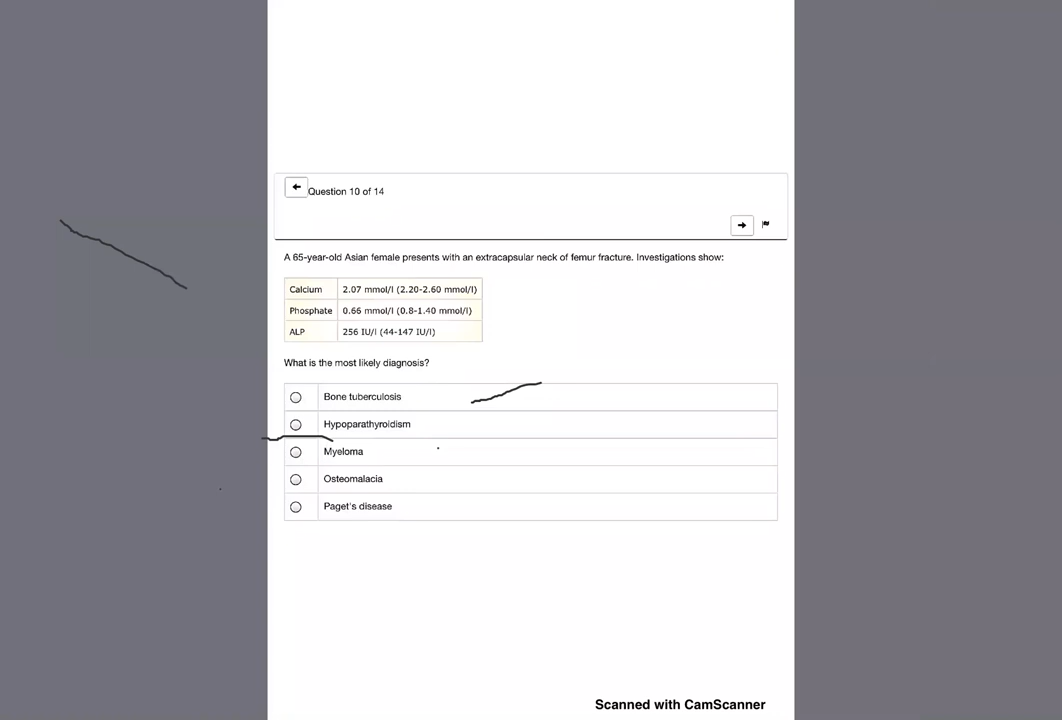 Question 10 of 14
A 65-year-old Asian female presents with an extracapsular neck of femur fracture. Investigations show:
Calcium 2.07 mmol/l (2.20-2.60 mmol/l)
Phosphate 0.66 mmol/l (0.8-1.40 mmol/l)
ALP 256 IU/l (44-147 IU/l)
What is the most likely diagnosis?
Bone tuberculosis
Hypoparathyroidism
Myeloma
Osteomalacia
Paget's disease
Scanned with CamScanner